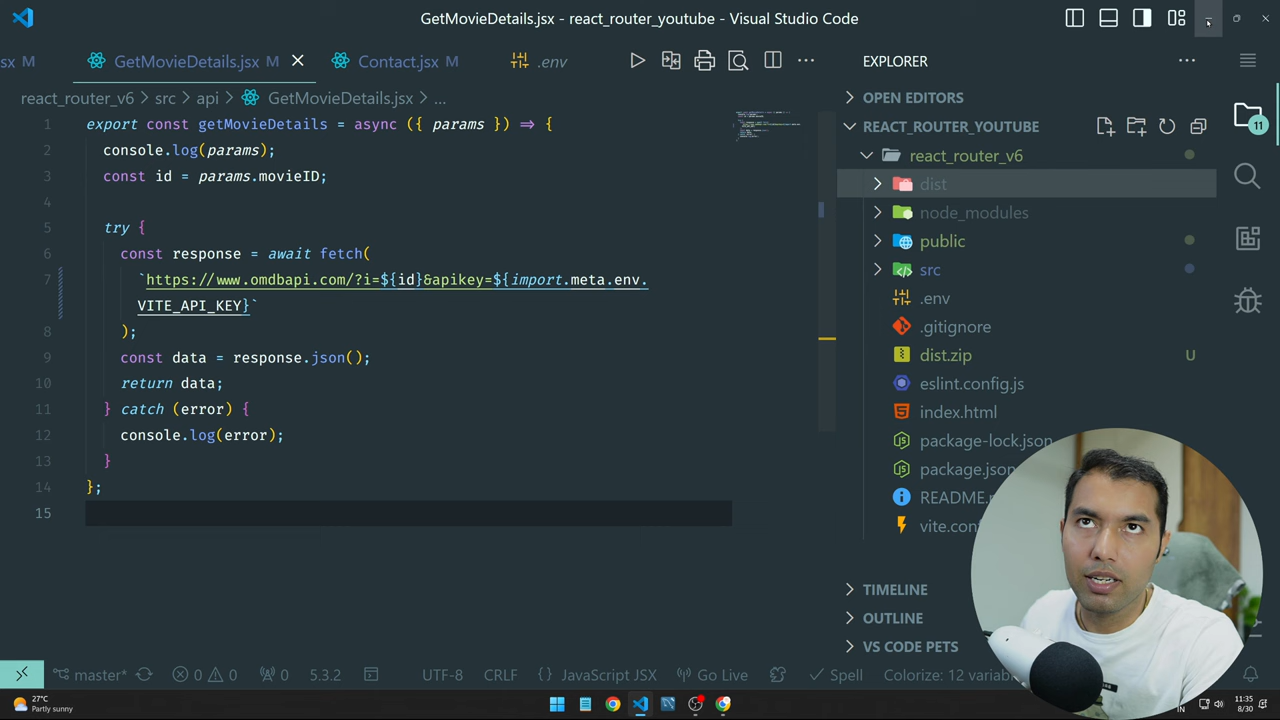 GetMovieDetails.jsx - react_router_youtube - Visual Studio Code
sx M
GetMovieDetails.jsx M
Contact.jsx M
.env
EXPLORER
react_router_v6 > src > api > GetMovieDetails.jsx > ...
OPEN EDITORS
REACT_ROUTER_YOUTUBE
11
react_router_v6
dist
node_modules
public
src
.env
.gitignore
dist.zip U
eslint.config.js
index.html
package-lock.json
package.json
README.
vite.con
TIMELINE
OUTLINE
VS CODE PETS
1 export const getMovieDetails = async ({ params }) => {
2 console.log(params);
3 const id = params.movieID;
4
5 try {
6 const response = await fetch(
7 `https://www.omdbapi.com/?i=${id}&apikey=${import.meta.env.
VITE_API_KEY}`
8 );
9 const data = response.json();
10 return data;
11 } catch (error) {
12 console.log(error);
13 }
14 };
15
master* 0 0 0 5.3.2 UTF-8 CRLF {} JavaScript JSX Go Live Spell Colorize: 12 variab
27°C
Partly sunny
IN
11:35
8/30